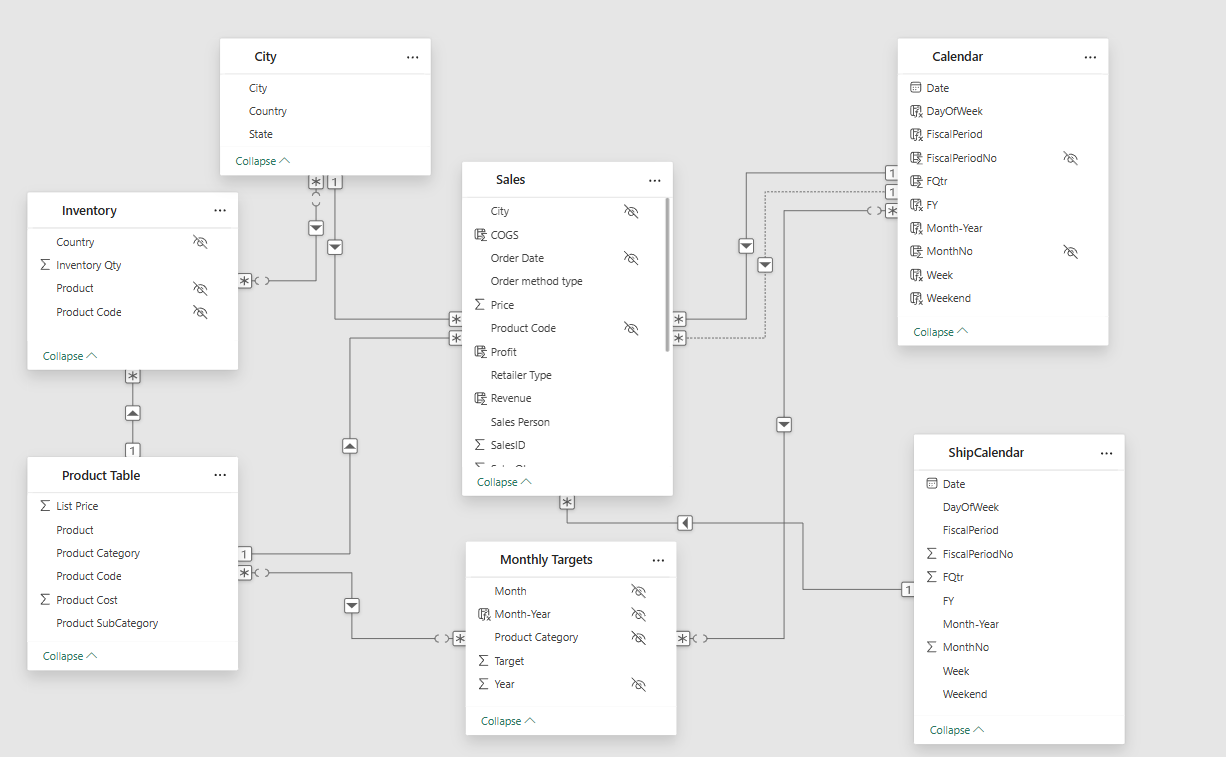 City
City
Country
State
Collapse
Inventory
Country
Inventory Qty
Product
Product Code
Collapse
Sales
City
COGS
Order Date
Order method type
Price
Product Code
Profit
Retailer Type
Revenue
Sales Person
SalesID
Collapse
Calendar
Date
DayOfWeek
FiscalPeriod
FiscalPeriodNo
FQtr
FY
Month-Year
MonthNo
Week
Weekend
Collapse
Product Table
List Price
Product
Product Category
Product Code
Product Cost
Product SubCategory
Collapse
Monthly Targets
Month
Month-Year
Product Category
Target
Year
Collapse
ShipCalendar
Date
DayOfWeek
FiscalPeriod
FiscalPeriodNo
FQtr
FY
Month-Year
MonthNo
Week
Weekend
Collapse
* 1
*
*
*
*
1
1
*
*
*
*
1
1
*
*
*
*
1